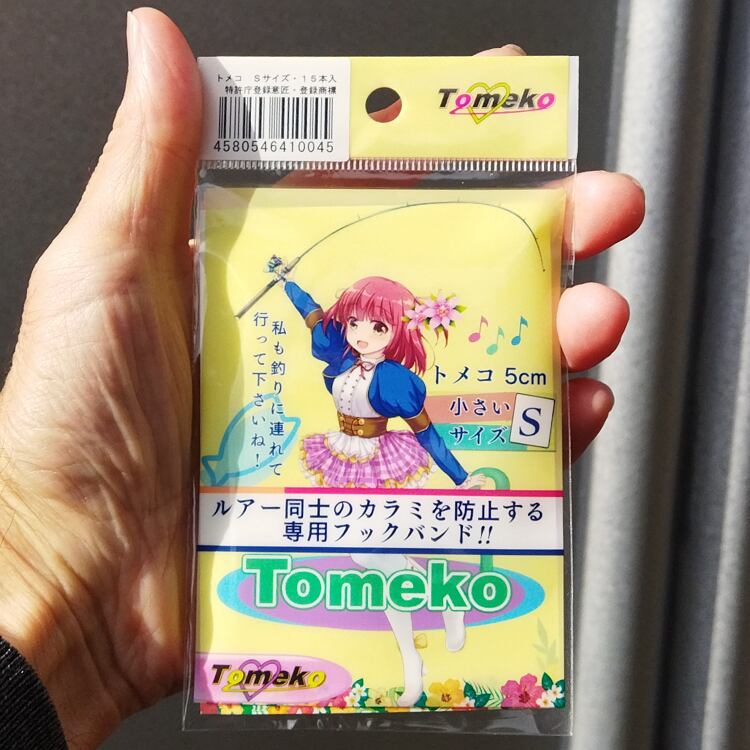 トメコ Sサイズ・15本入
特許庁登録意匠・登録商標
4580546410045
Tomeko
私も釣りに連れて
行って下さいね!
トメコ 5cm
小さい
サイズ
S
ルアー同士のカラミを防止する
専用フックバンド!!
Tomeko
Tomeko